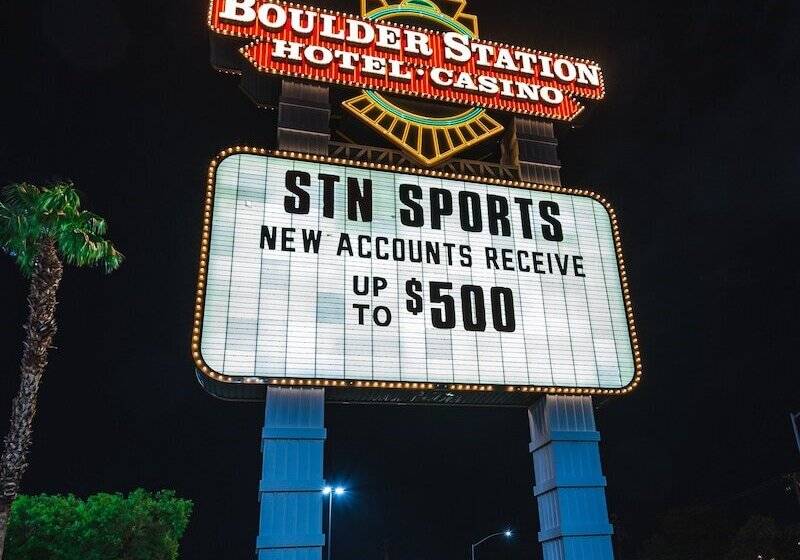 BOULDER STATION
HOTEL · CASINO
STN SPORTS
NEW ACCOUNTS RECEIVE
UP TO $500